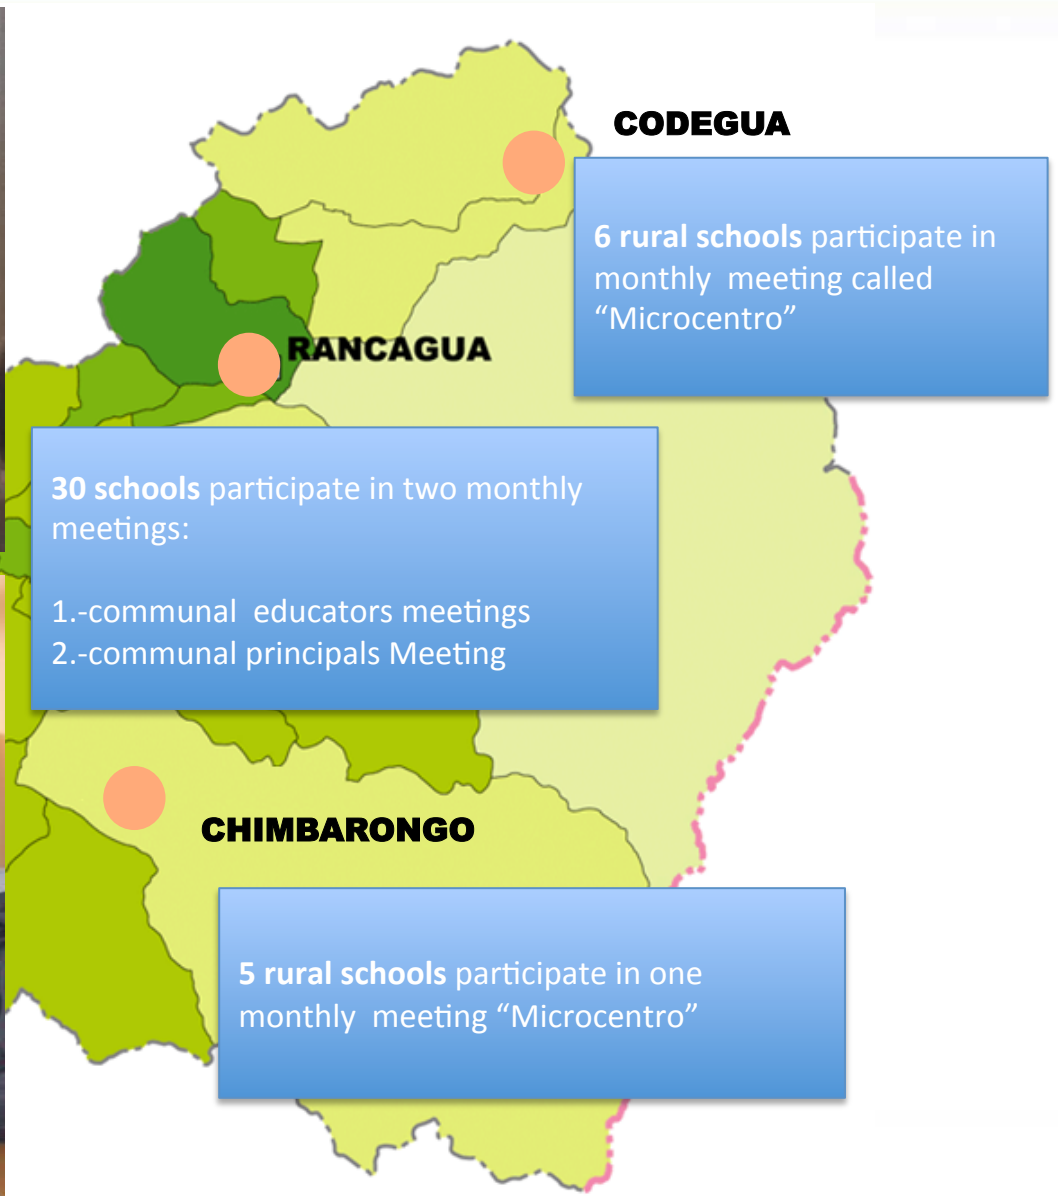 CODEGUA
6 rural schools participate in
monthly meeting called
“Microcentro”
RANCAGUA
30 schools participate in two monthly
meetings:
1.-communal educators meetings
2.-communal principals Meeting
CHIMBARONGO
5 rural schools participate in one
monthly meeting “Microcentro”